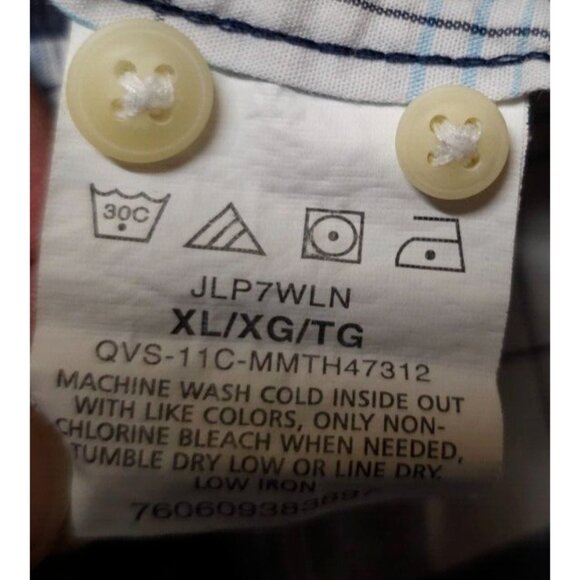 30C
JLP7WLN
XL/XG/TG
QVS-11C-MMTH47312
MACHINE WASH COLD INSIDE OUT
WITH LIKE COLORS, ONLY NON-
CHLORINE BLEACH WHEN NEEDED,
TUMBLE DRY LOW OR LINE DRY.
LOW IRON